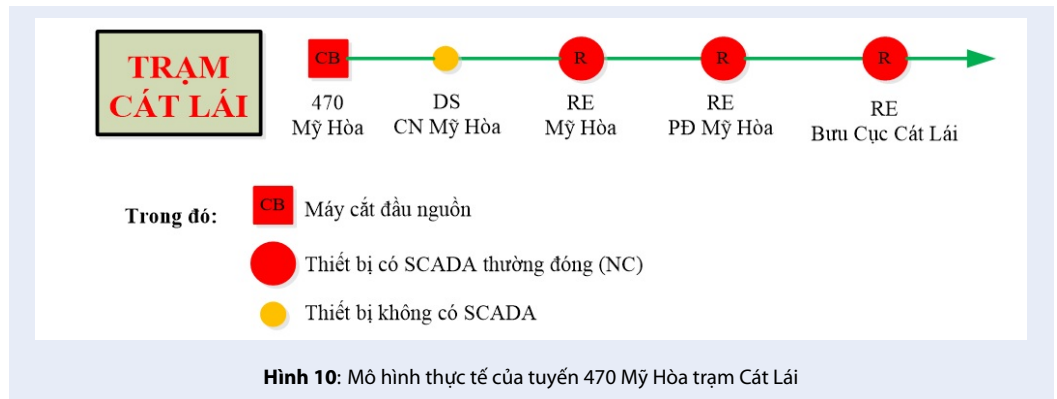 TRẠM
CÁT LÁI
CB
R
R
R
470
Mỹ Hòa
DS
CN Mỹ Hòa
RE
Mỹ Hòa
RE
PĐ Mỹ Hòa
RE
Bưu Cục Cát Lái
Trong đó:
CB Máy cắt đầu nguồn
Thiết bị có SCADA thường đóng (NC)
Thiết bị không có SCADA
Hình 10: Mô hình thực tế của tuyến 470 Mỹ Hòa trạm Cát Lái